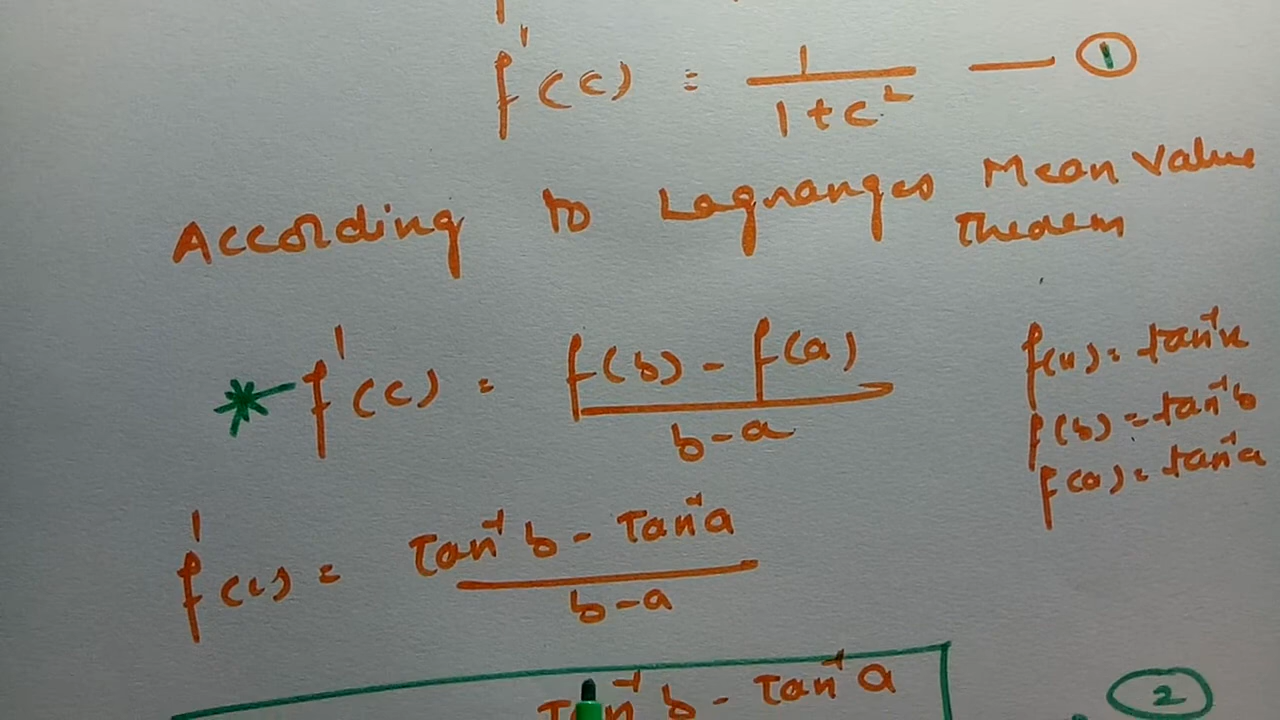 f'(c) = 1/(1+c²) — ①
According to Lagranges Mean Value
Theorem
* f'(c) = (f(b) - f(a))/(b-a)
f(x) = tan⁻¹x
f(b) = tan⁻¹b
f(a) = tan⁻¹a
f'(c) = (Tan⁻¹b - Tan⁻¹a)/(b-a)
Tan⁻¹b - Tan⁻¹a
②